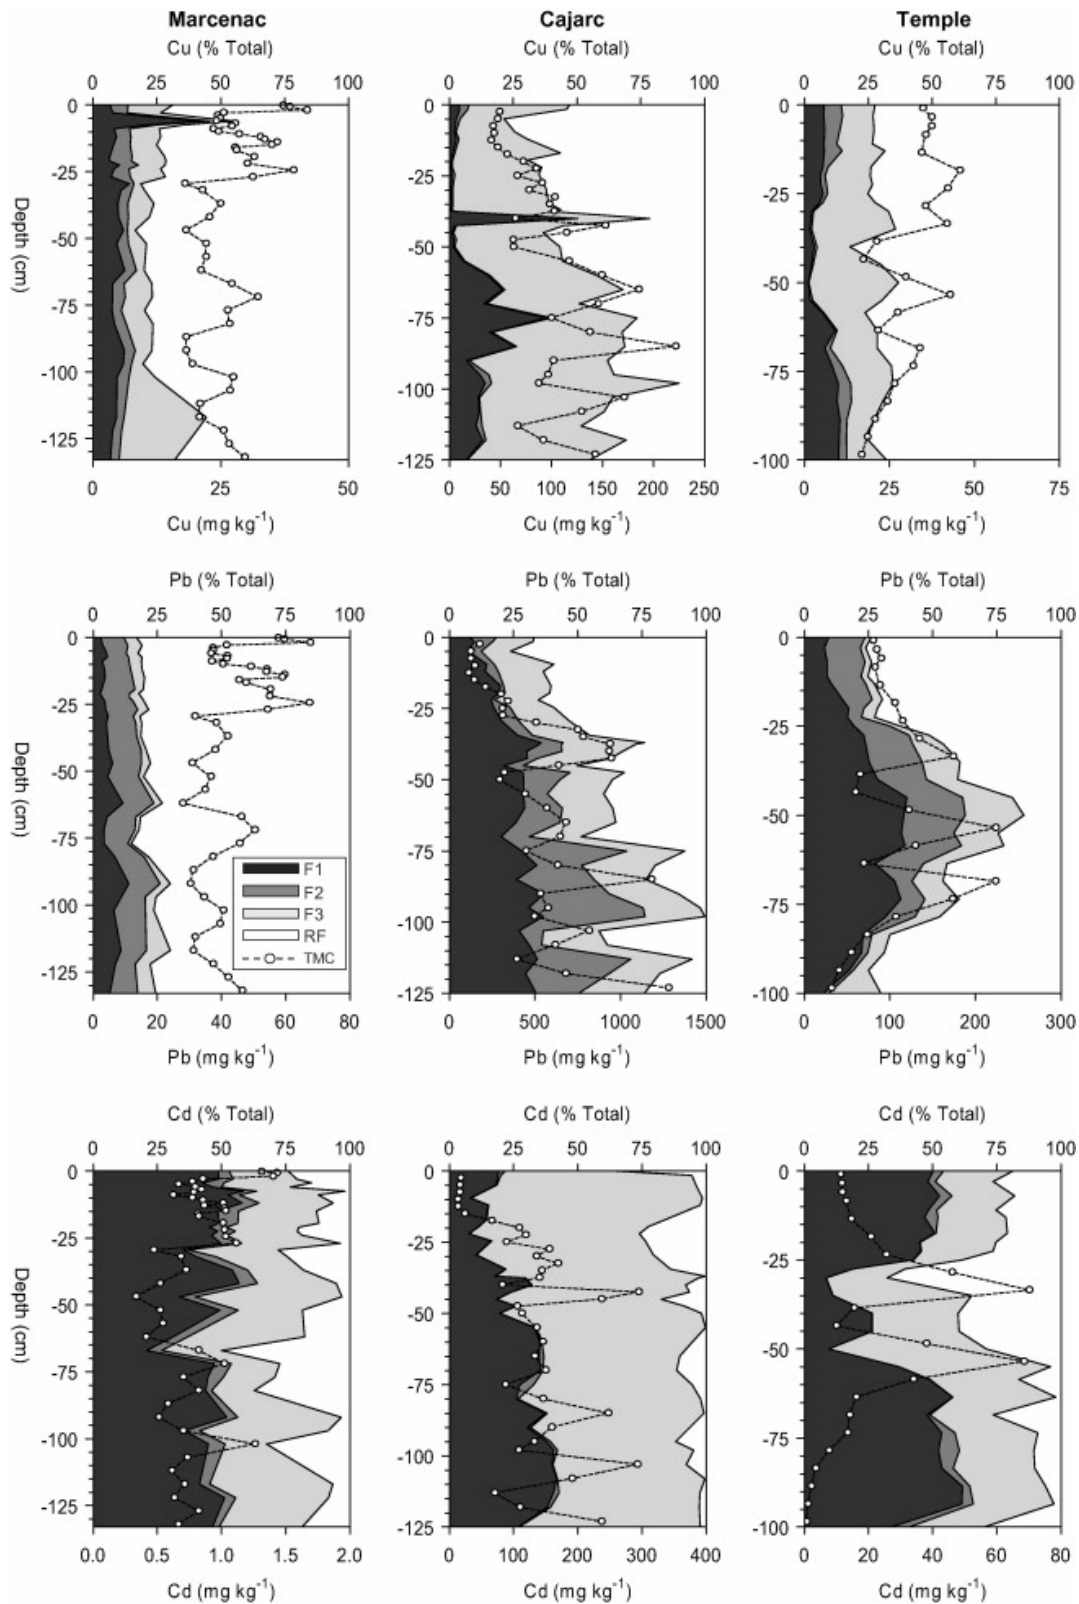 Marcenac Cajarc Temple
Cu (% Total) Cu (% Total) Cu (% Total)
0 25 50 75 100 0 25 50 75 100 0 25 50 75 100
0 0 0
-25 -25
-25
-50 -50
-50
Depth (cm)
-75 -75
-75
-100 -100
-125 -125 -100
0 25 50 0 50 100 150 200 250 0 25 50 75
Cu (mg kg-1) Cu (mg kg-1) Cu (mg kg-1)
Pb (% Total) Pb (% Total) Pb (% Total)
0 25 50 75 100 0 25 50 75 100 0 25 50 75 100
0 0 0
-25 -25
-25
-50 -50
-50
Depth (cm)
-75 -75
-75
F1
F2
-100 -100
F3
RF
TMC
-125 -125 -100
0 20 40 60 80 0 500 1000 1500 0 100 200 300
Pb (mg kg-1) Pb (mg kg-1) Pb (mg kg-1)
Cd (% Total) Cd (% Total) Cd (% Total)
0 25 50 75 100 0 25 50 75 100 0 25 50 75 100
0 0 0
-25 -25
-25
-50 -50
-50
Depth (cm)
-75 -75
-75
-100 -100
-125 -125 -100
0.0 0.5 1.0 1.5 2.0 0 100 200 300 400 0 20 40 60 80
Cd (mg kg-1) Cd (mg kg-1) Cd (mg kg-1)